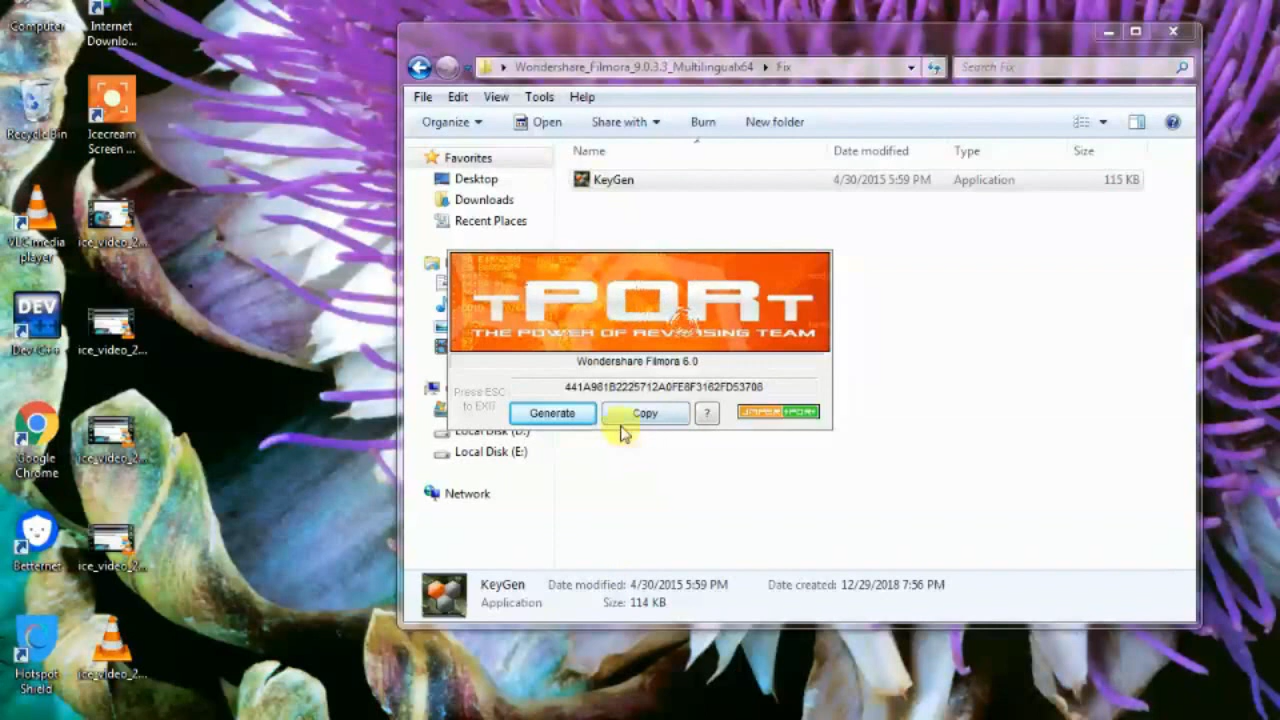 Computer
Internet
Downlo...
Recycle Bin
Icecream
Screen ...
VLC media
player
ice_video_2...
DEV
Dev-C++
ice_video_2...
Google
Chrome
ice_video_2...
Betternet
ice_video_2...
Hotspot
Shield
ice_video_2...
Wondershare_Filmora_9.0.3.3_Multilingualx64
Fix
Search Fix
File Edit View Tools Help
Organize Open Share with Burn New folder
Name Date modified Type Size
Favorites
Desktop
Downloads
Recent Places
KeyGen 4/30/2015 5:59 PM Application 115 KB
tPORt
THE POWER OF REVERSING TEAM
Wondershare Filmora 6.0
Press ESC
to EXIT
Generate Copy ?
Local Disk (D:)
Local Disk (E:)
Network
KeyGen Date modified: 4/30/2015 5:59 PM Date created: 12/29/2018 7:56 PM
Application Size: 114 KB